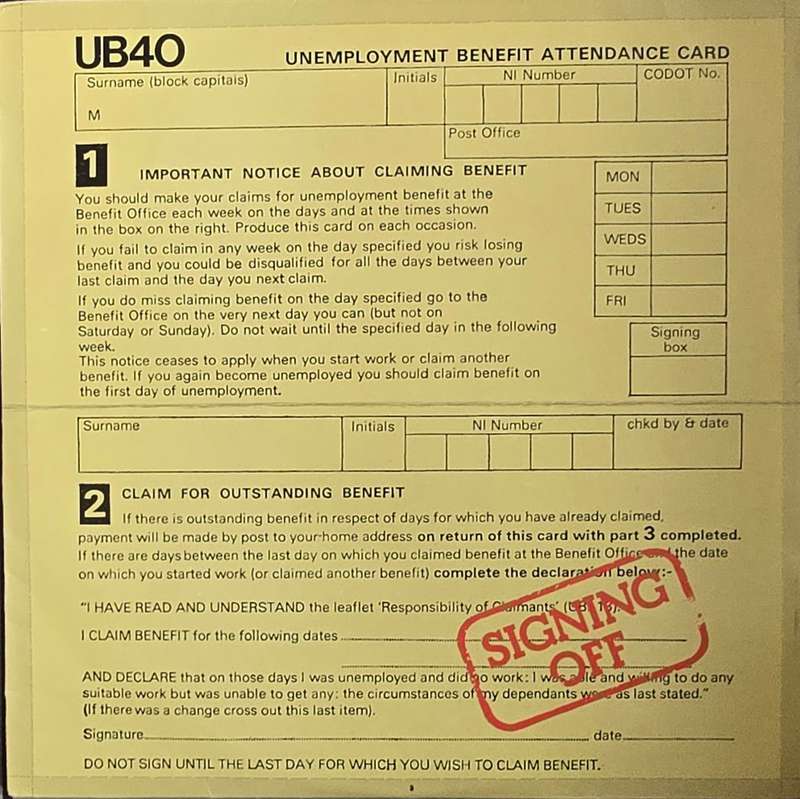 UB40
UNEMPLOYMENT BENEFIT ATTENDANCE CARD
Surname (block capitals)
Initials
NI Number
CODOT No.
M
Post Office
1
IMPORTANT NOTICE ABOUT CLAIMING BENEFIT
You should make your claims for unemployment benefit at the
Benefit Office each week on the days and at the times shown
in the box on the right. Produce this card on each occasion.
If you fail to claim in any week on the day specified you risk losing
benefit and you could be disqualified for all the days between your
last claim and the day you next claim.
If you do miss claiming benefit on the day specified go to the
Benefit Office on the very next day you can (but not on
Saturday or Sunday). Do not wait until the specified day in the following
week.
This notice ceases to apply when you start work or claim another
benefit. If you again become unemployed you should claim benefit on
the first day of unemployment.
MON
TUES
WEDS
THU
FRI
Signing
box
Surname
Initials
NI Number
chkd by & date
2
CLAIM FOR OUTSTANDING BENEFIT
If there is outstanding benefit in respect of days for which you have already claimed,
payment will be made by post to your home address on return of this card with part 3 completed.
If there are days between the last day on which you claimed benefit at the Benefit Office and the date
on which you started work (or claimed another benefit) complete the declaration below:-
"I HAVE READ AND UNDERSTAND the leaflet 'Responsibility of Claimants' (UBL18).
I CLAIM BENEFIT for the following dates
AND DECLARE that on those days I was unemployed and did no work: I was able and willing to do any
suitable work but was unable to get any: the circumstances of my dependants were as last stated."
(If there was a change cross out this last item).
Signature
date
DO NOT SIGN UNTIL THE LAST DAY FOR WHICH YOU WISH TO CLAIM BENEFIT.
SIGNING
OFF